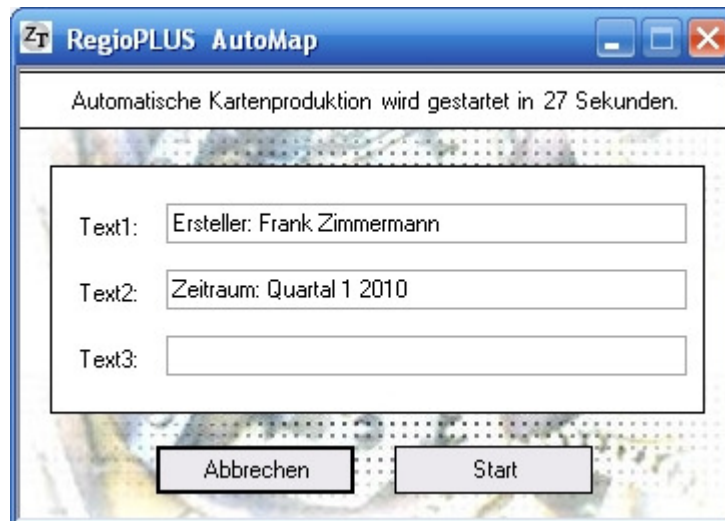 ZT RegioPLUS AutoMap
Automatische Kartenproduktion wird gestartet in 27 Sekunden.
Text1: Ersteller: Frank Zimmermann
Text2: Zeitraum: Quartal 1 2010
Text3:
Abbrechen Start